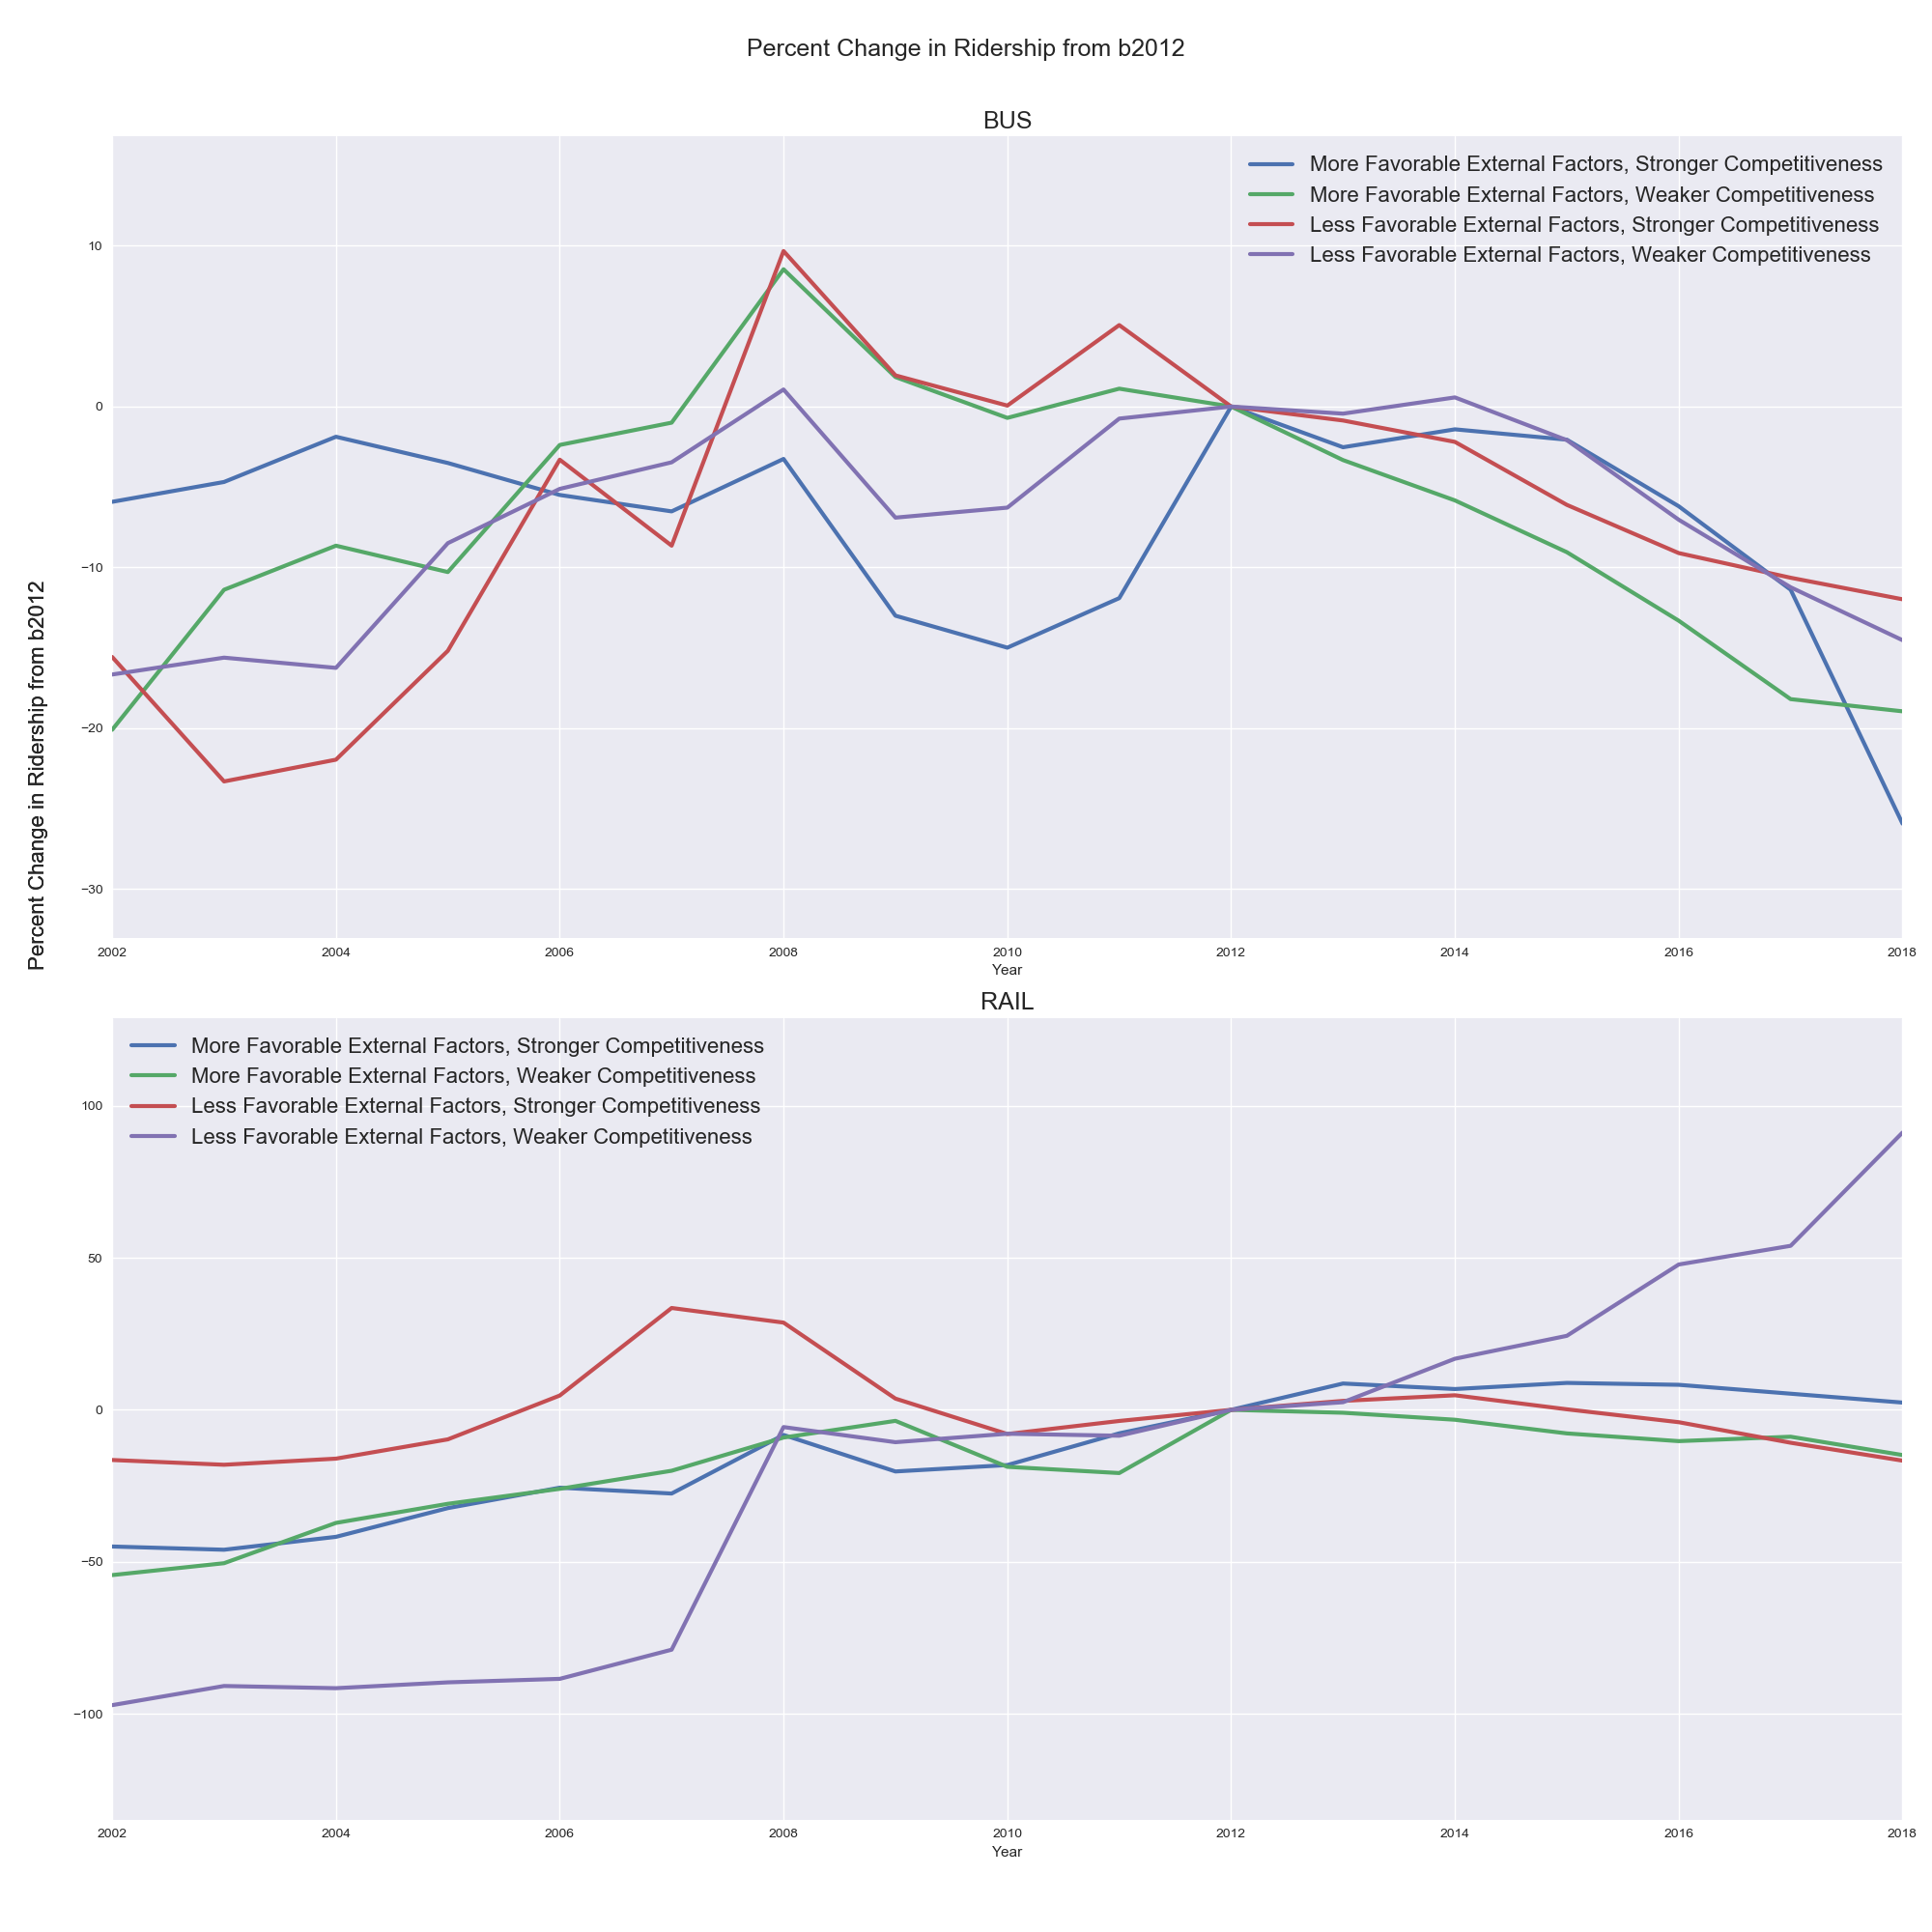 Percent Change in Ridership from b2012
BUS
More Favorable External Factors, Stronger Competitiveness
More Favorable External Factors, Weaker Competitiveness
Less Favorable External Factors, Stronger Competitiveness
Less Favorable External Factors, Weaker Competitiveness
10
0
−10
−20
−30
Percent Change in Ridership from b2012
2002 2004 2006 2008 2010 2012 2014 2016 2018
Year
RAIL
More Favorable External Factors, Stronger Competitiveness
More Favorable External Factors, Weaker Competitiveness
Less Favorable External Factors, Stronger Competitiveness
Less Favorable External Factors, Weaker Competitiveness
100
50
0
−50
−100
2002 2004 2006 2008 2010 2012 2014 2016 2018
Year